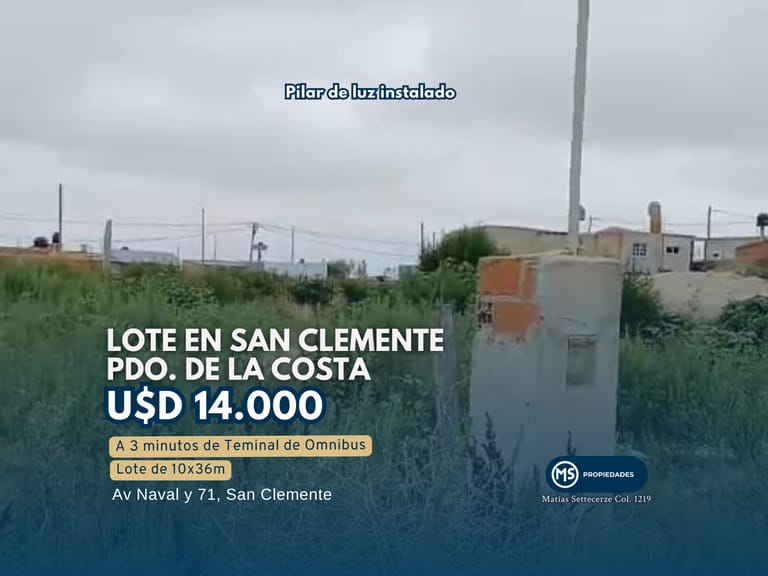 Pilar de luz instalado
LOTE EN SAN CLEMENTE
PDO. DE LA COSTA
U$D 14.000
A 3 minutos de Teminal de Omnibus
Lote de 10x36m
Av Naval y 71, San Clemente
MS PROPIEDADES
Matías Settecerze Col. 1219